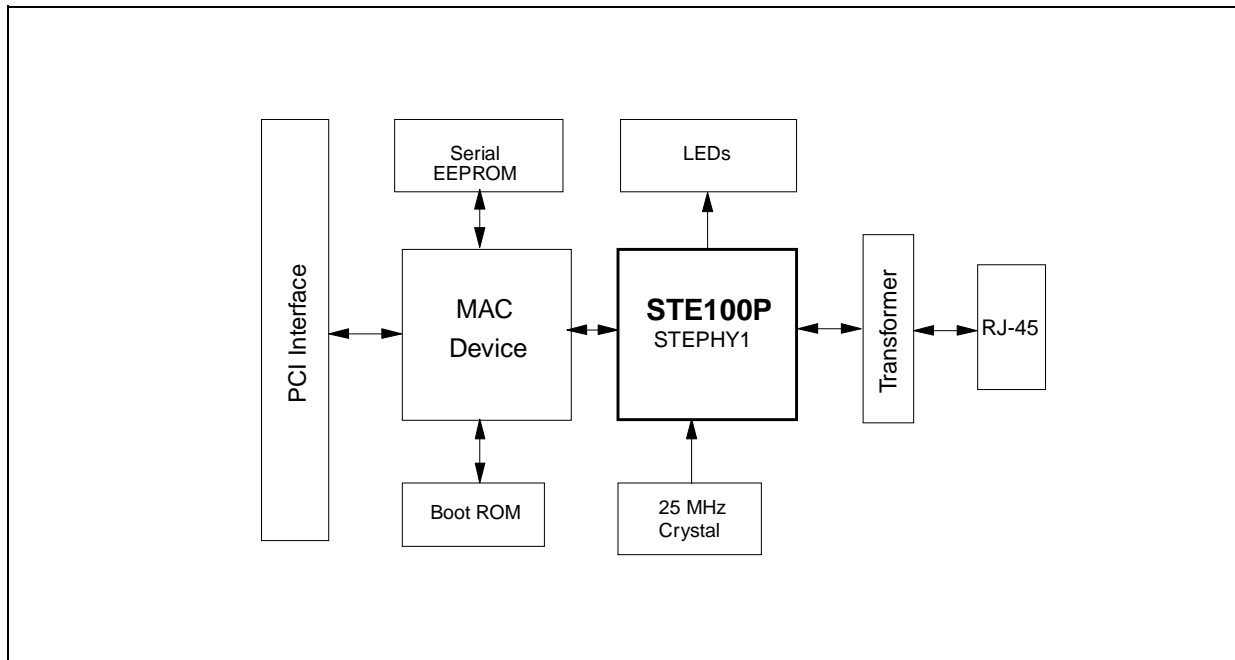 Serial
EEPROM
LEDs
PCI Interface
MAC
Device
STE100P
STEPHY1
Transformer
RJ-45
Boot ROM
25 MHz
Crystal